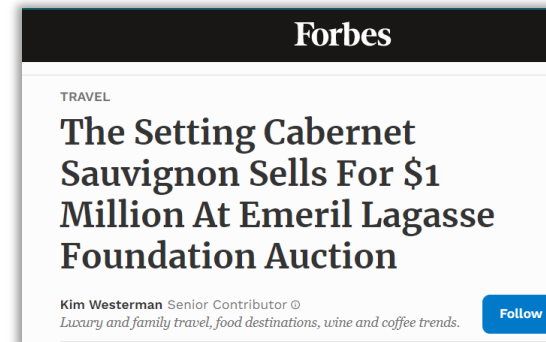 Forbes
TRAVEL
The Setting Cabernet
Sauvignon Sells For $1
Million At Emeril Lagasse
Foundation Auction
Kim Westerman Senior Contributor
Luxury and family travel, food destinations, wine and coffee trends.
Follow